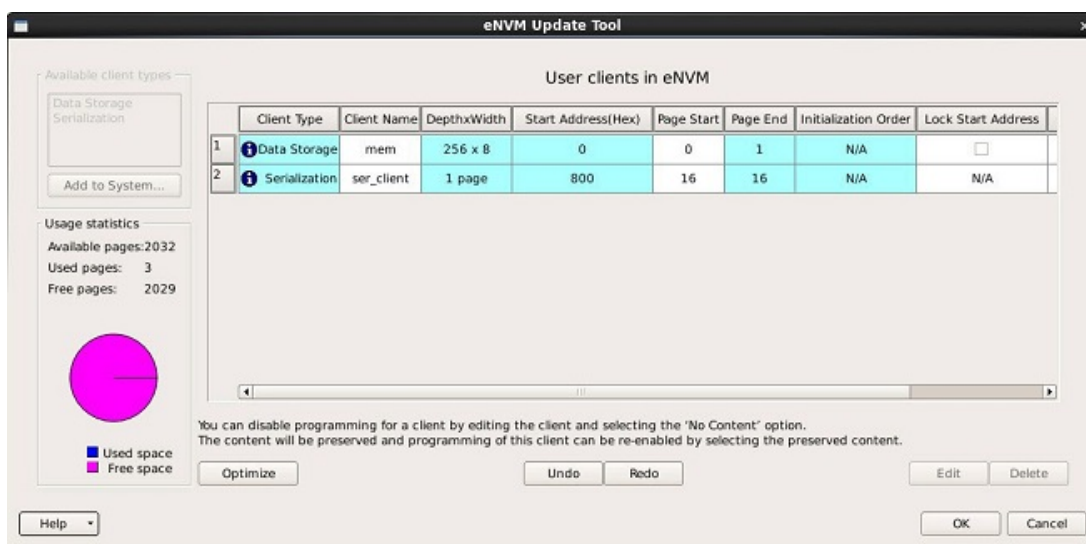 eNVM Update Tool
Available client types
Data Storage
Serialization
Add to System...
Usage statistics
Available pages:2032
Used pages: 3
Free pages: 2029
Used space
Free space
User clients in eNVM
Client Type Client Name DepthxWidth Start Address(Hex) Page Start Page End Initialization Order Lock Start Address
1 Data Storage mem 256 x 8 0 0 1 N/A
2 Serialization ser_client 1 page 800 16 16 N/A N/A
You can disable programming for a client by editing the client and selecting the 'No Content' option.
The content will be preserved and programming of this client can be re-enabled by selecting the preserved content.
Optimize Undo Redo Edit Delete
Help OK Cancel